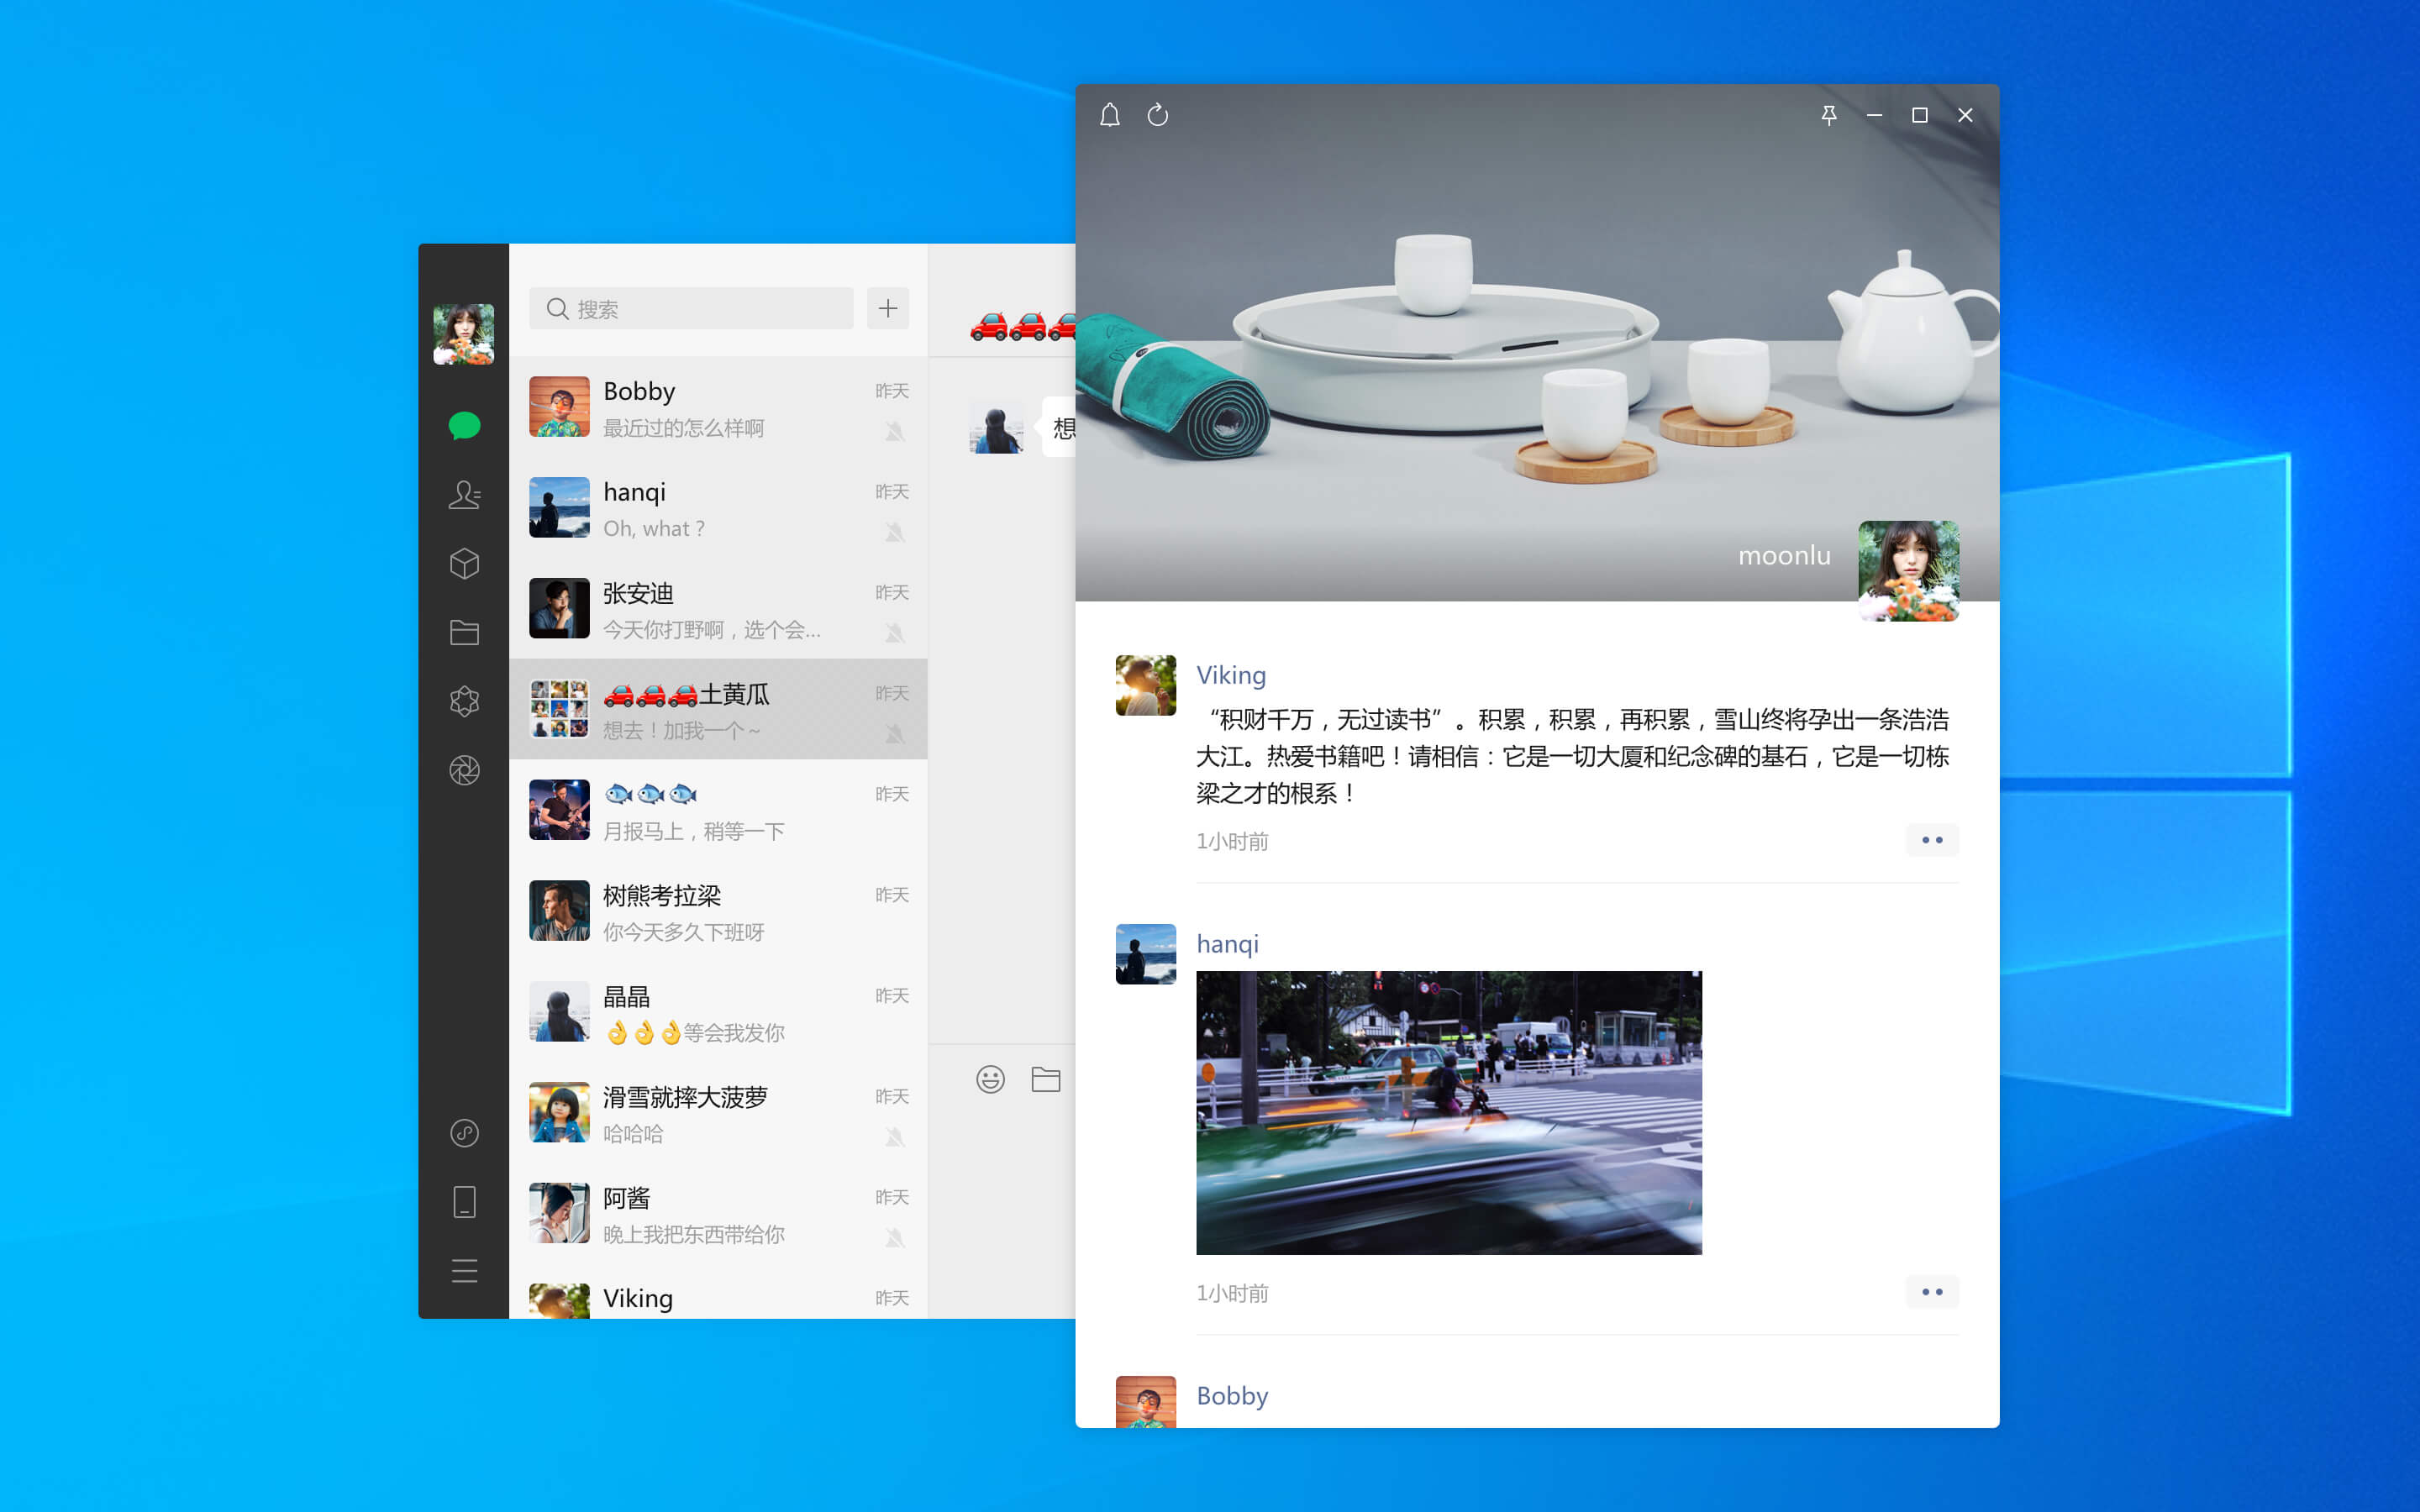 搜索
Bobby
昨天
最近过的怎么样啊
hanqi
昨天
Oh, what ?
张安迪
昨天
今天你打野啊，选个会...
🚗🚗🚗土黄瓜
昨天
想去！加我一个～
🐟🐟🐟
昨天
月报马上，稍等一下
树熊考拉梁
昨天
你今天多久下班呀
晶晶
昨天
👌👌👌等会我发你
滑雪就摔大菠萝
昨天
哈哈哈
阿酱
昨天
晚上我把东西带给你
Viking
昨天
🚗🚗🚗
想
moonlu
Viking
“积财千万，无过读书”。积累，积累，再积累，雪山终将孕出一条浩浩
大江。热爱书籍吧！请相信：它是一切大厦和纪念碑的基石，它是一切栋
梁之才的根系！
1小时前
hanqi
1小时前
Bobby